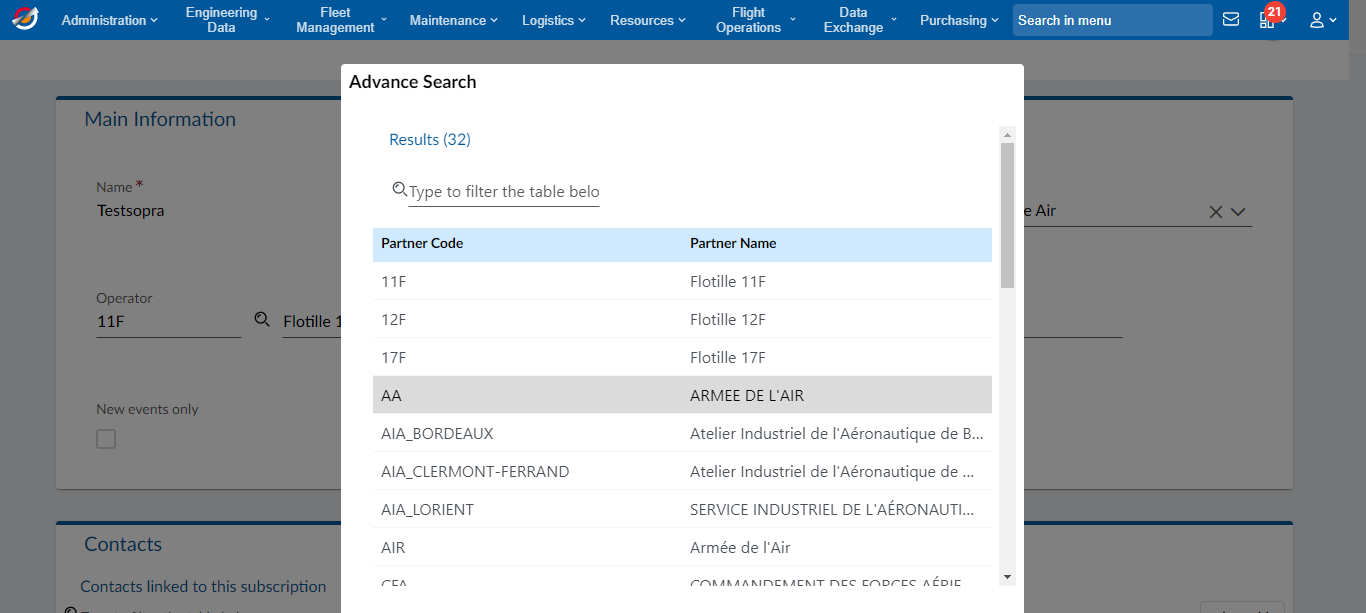 Administration
Engineering
Data
Fleet
Management
Maintenance
Logistics
Resources
Flight
Operations
Data
Exchange
Purchasing
Search in menu
21
Advance Search
Main Information
Results (32)
Name *
Testsopra
Type to filter the table belo
e Air
Partner Code Partner Name
11F Flotille 11F
12F Flotille 12F
17F Flotille 17F
AA ARMEE DE L'AIR
AIA_BORDEAUX Atelier Industriel de l'Aéronautique de B...
AIA_CLERMONT-FERRAND Atelier Industriel de l'Aéronautique de ...
AIA_LORIENT SERVICE INDUSTRIEL DE L'AÉRONAUTI...
AIR Armée de l'Air
CFA COMMANDEMENT DES FORCES AÉRIE
Operator
11F Flotille 1
New events only
Contacts
Contacts linked to this subscription